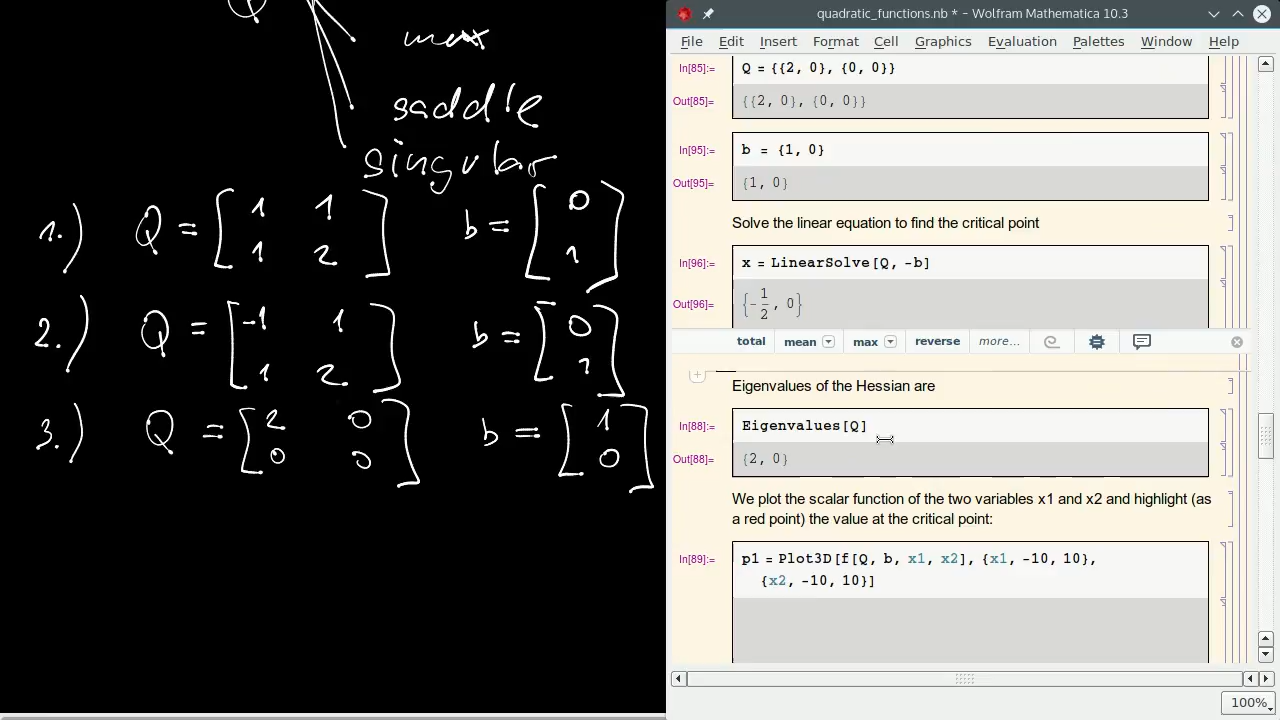 Q
max
saddle
singular
1.) Q = [1 1
1 2] b = [0
1]
2.) Q = [-1 1
1 2] b = [0
1]
3.) Q = [2 0
0 0] b = [1
0]
quadratic_functions.nb * - Wolfram Mathematica 10.3
File Edit Insert Format Cell Graphics Evaluation Palettes Window Help
In[85]:= Q = {{2, 0}, {0, 0}}
Out[85]= {{2, 0}, {0, 0}}
In[95]:= b = {1, 0}
Out[95]= {1, 0}
Solve the linear equation to find the critical point
In[96]:= x = LinearSolve[Q, -b]
Out[96]= {-1/2, 0}
total mean max reverse more...
Eigenvalues of the Hessian are
In[88]:= Eigenvalues[Q]
Out[88]= {2, 0}
We plot the scalar function of the two variables x1 and x2 and highlight (as
a red point) the value at the critical point:
In[89]:= p1 = Plot3D[f[Q, b, x1, x2], {x1, -10, 10},
{x2, -10, 10}]
100%